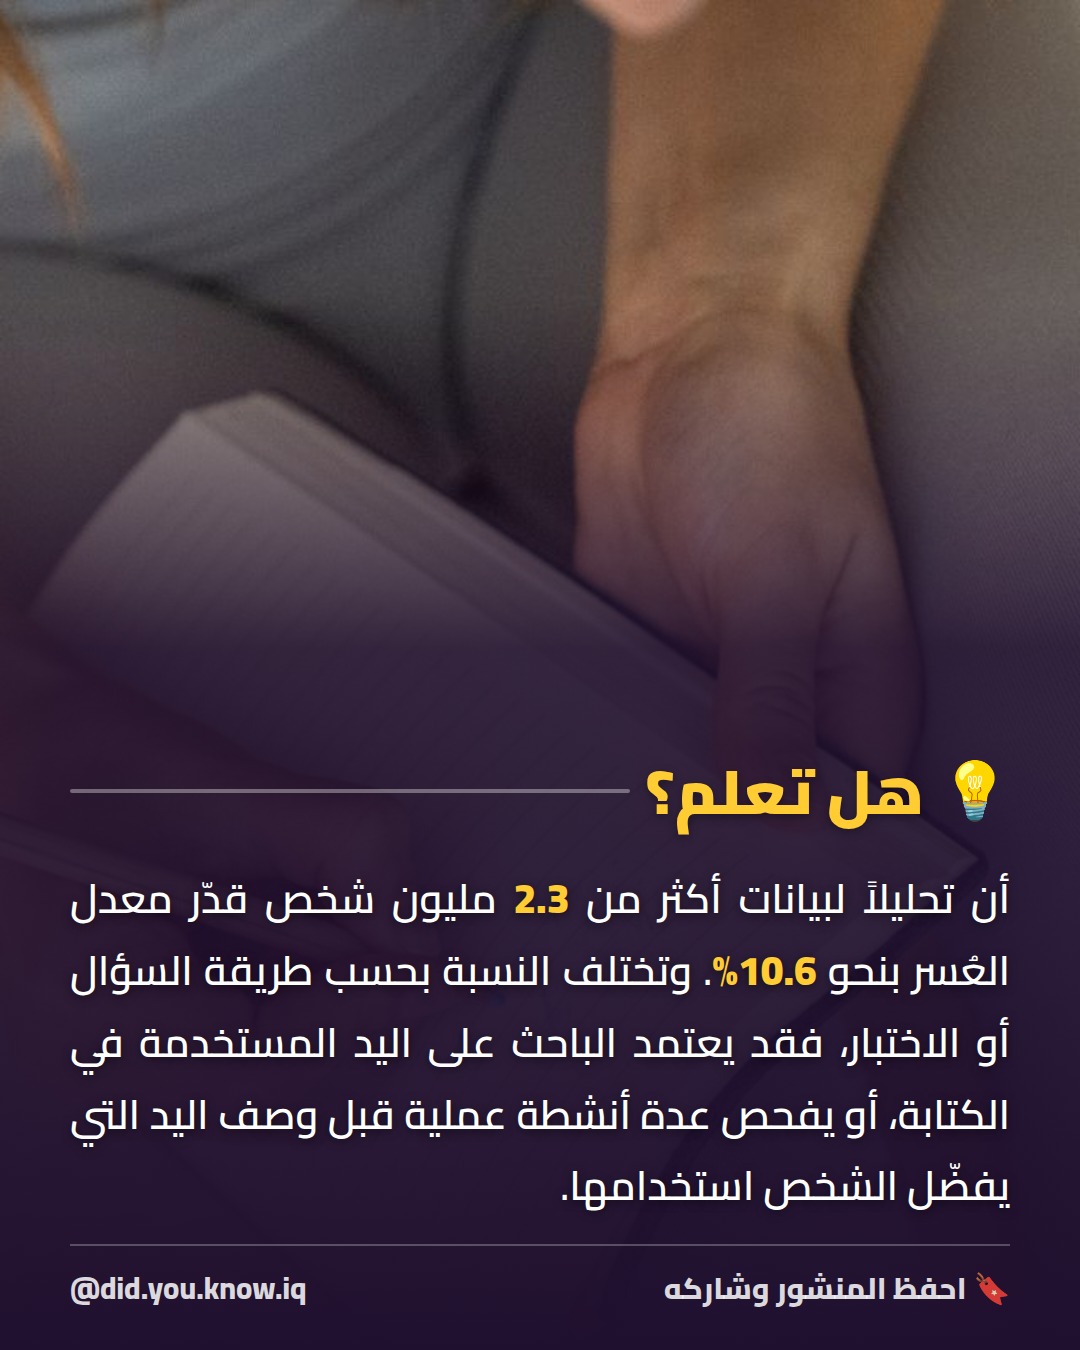 💡 هل تعلم؟
أن تحليلاً لبيانات أكثر من 2.3 مليون شخص قدّر معدل
العُسر بنحو 10.6%. وتختلف النسبة بحسب طريقة السؤال
أو الاختبار، فقد يعتمد الباحث على اليد المستخدمة في
الكتابة، أو يفحص عدة أنشطة عملية قبل وصف اليد التي
يفضّل الشخص استخدامها.
🔖 احفظ المنشور وشاركه
@did.you.know.iq